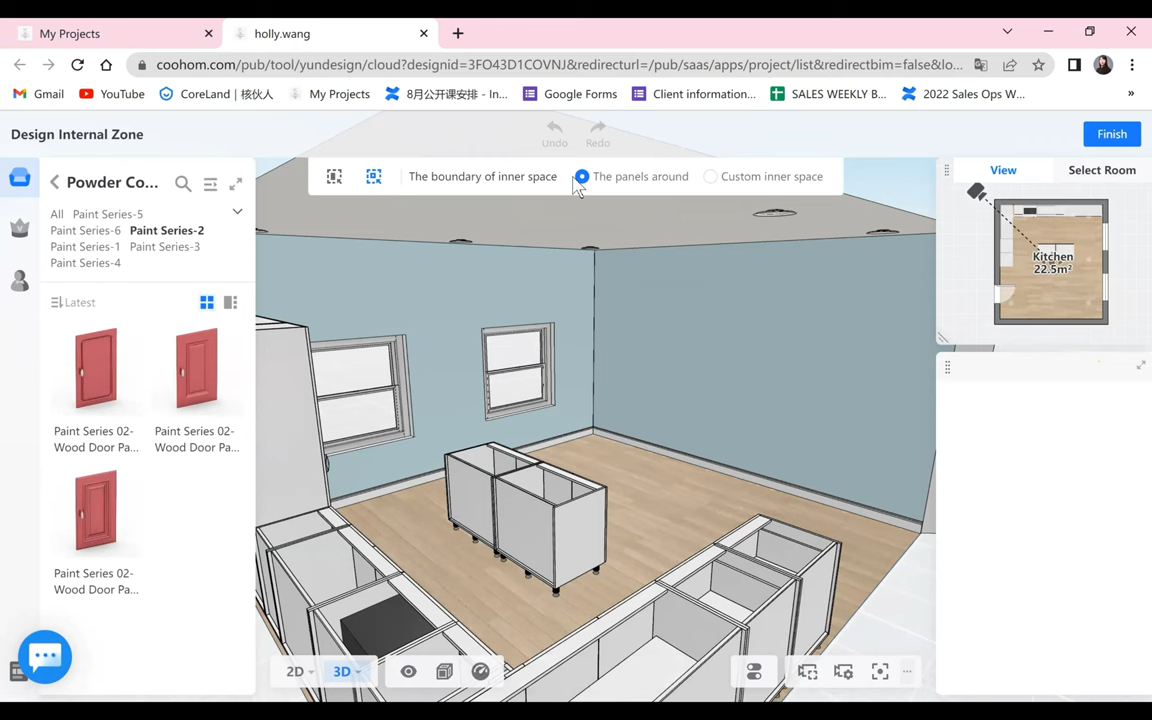 My Projects
holly.wang
coohom.com/pub/tool/yundesign/cloud?designid=3FO43D1COVNJ&redirecturl=/pub/saas/apps/project/list&redirectbim=false&lo...
Gmail YouTube CoreLand | 核伙人 My Projects 8月公开课安排 - In... Google Forms Client information... SALES WEEKLY B... 2022 Sales Ops W... »
Design Internal Zone
Undo Redo
Finish
Powder Co...
The boundary of inner space The panels around Custom inner space
View Select Room
All Paint Series-5
Paint Series-6 Paint Series-2
Paint Series-1 Paint Series-3
Paint Series-4
Kitchen
22.5m²
Latest
Paint Series 02-
Wood Door Pa...
Paint Series 02-
Wood Door Pa...
Paint Series 02-
Wood Door Pa...
2D 3D